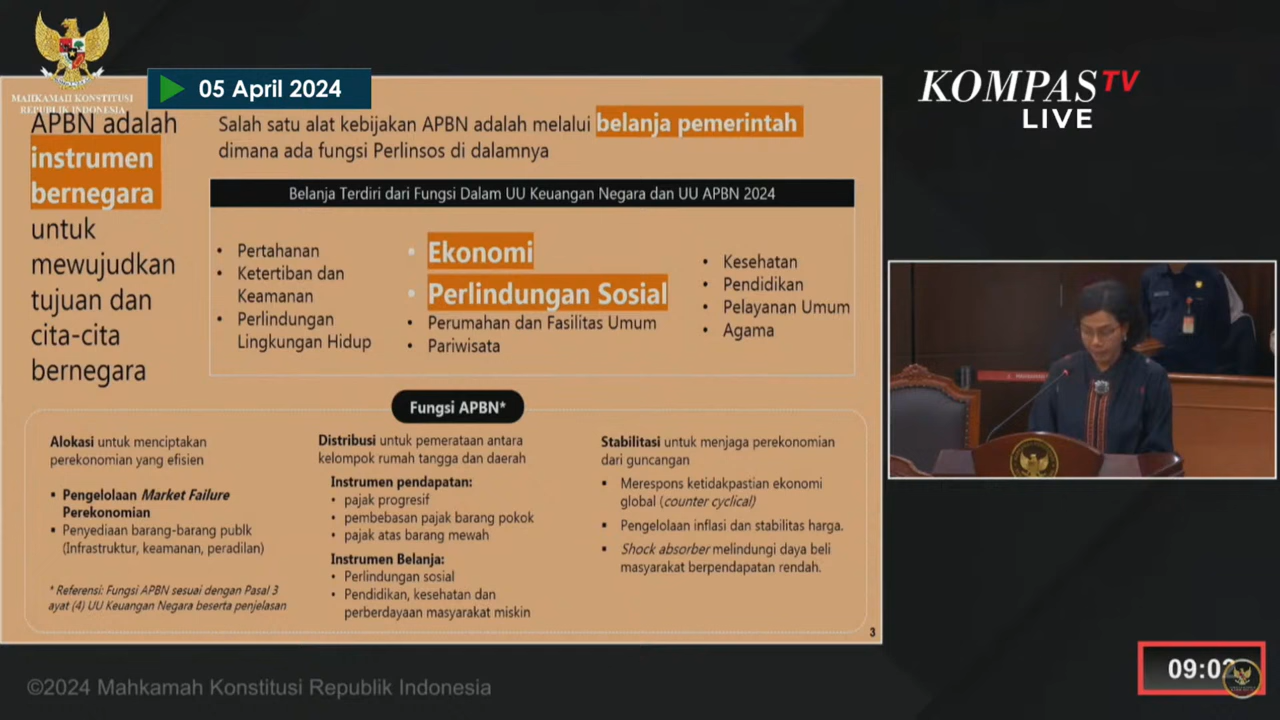 MAHKAMAH KONSTITUSI
REPUBLIK INDONESIA
05 April 2024
KOMPASTV
LIVE
APBN adalah
instrumen
bernegara
untuk
mewujudkan
tujuan dan
cita-cita
bernegara
Salah satu alat kebijakan APBN adalah melalui belanja pemerintah
dimana ada fungsi Perlinsos di dalamnya
Belanja Terdiri dari Fungsi Dalam UU Keuangan Negara dan UU APBN 2024
• Pertahanan
• Ketertiban dan
Keamanan
• Perlindungan
Lingkungan Hidup
• Ekonomi
• Perlindungan Sosial
• Perumahan dan Fasilitas Umum
• Pariwisata
• Kesehatan
• Pendidikan
• Pelayanan Umum
• Agama
Fungsi APBN*
Alokasi untuk menciptakan
perekonomian yang efisien
▪ Pengelolaan Market Failure
Perekonomian
▪ Penyediaan barang-barang publk
(Infrastruktur, keamanan, peradilan)
* Referensi: Fungsi APBN sesuai dengan Pasal 3
ayat (4) UU Keuangan Negara beserta penjelasan
Distribusi untuk pemerataan antara
kelompok rumah tangga dan daerah
Instrumen pendapatan:
• pajak progresif
• pembebasan pajak barang pokok
• pajak atas barang mewah
Instrumen Belanja:
• Perlindungan sosial
• Pendidikan, kesehatan dan
perberdayaan masyarakat miskin
Stabilitasi untuk menjaga perekonomian
dari guncangan
• Merespons ketidakpastian ekonomi
global (counter cyclical)
• Pengelolaan inflasi dan stabilitas harga.
• Shock absorber melindungi daya beli
masyarakat berpendapatan rendah.
3
©2024 Mahkamah Konstitusi Republik Indonesia
09:02